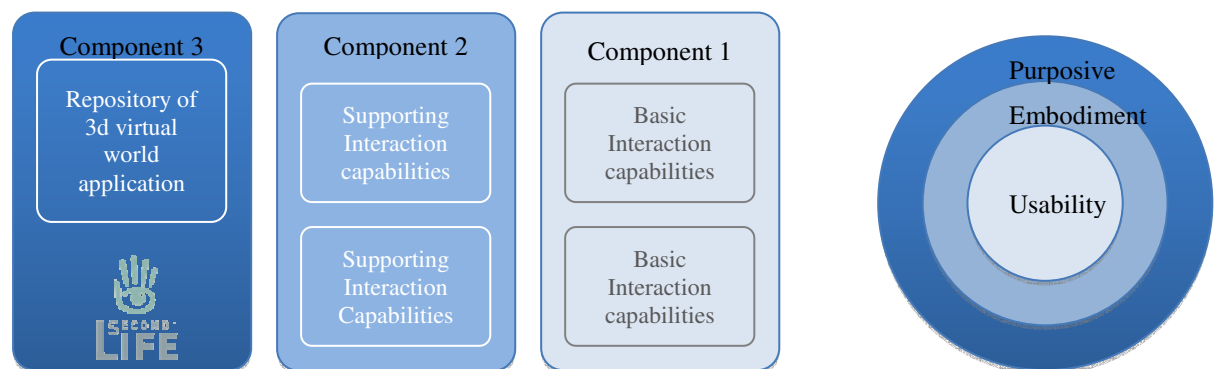 Component 3
Repository of
3d virtual
world
application
SECOND
LIFE
Component 2
Supporting
Interaction
capabilities
Supporting
Interaction
Capabilities
Component 1
Basic
Interaction
capabilities
Basic
Interaction
capabilities
Purposive
Embodiment
Usability